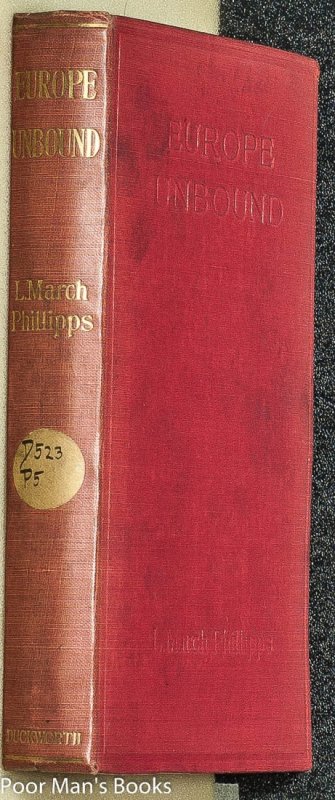 EUROPE
UNBOUND
L. March
Phillipps
D523
P5
DUCKWORTH
EUROPE
UNBOUND
L. March Phillipps
Poor Man's Books